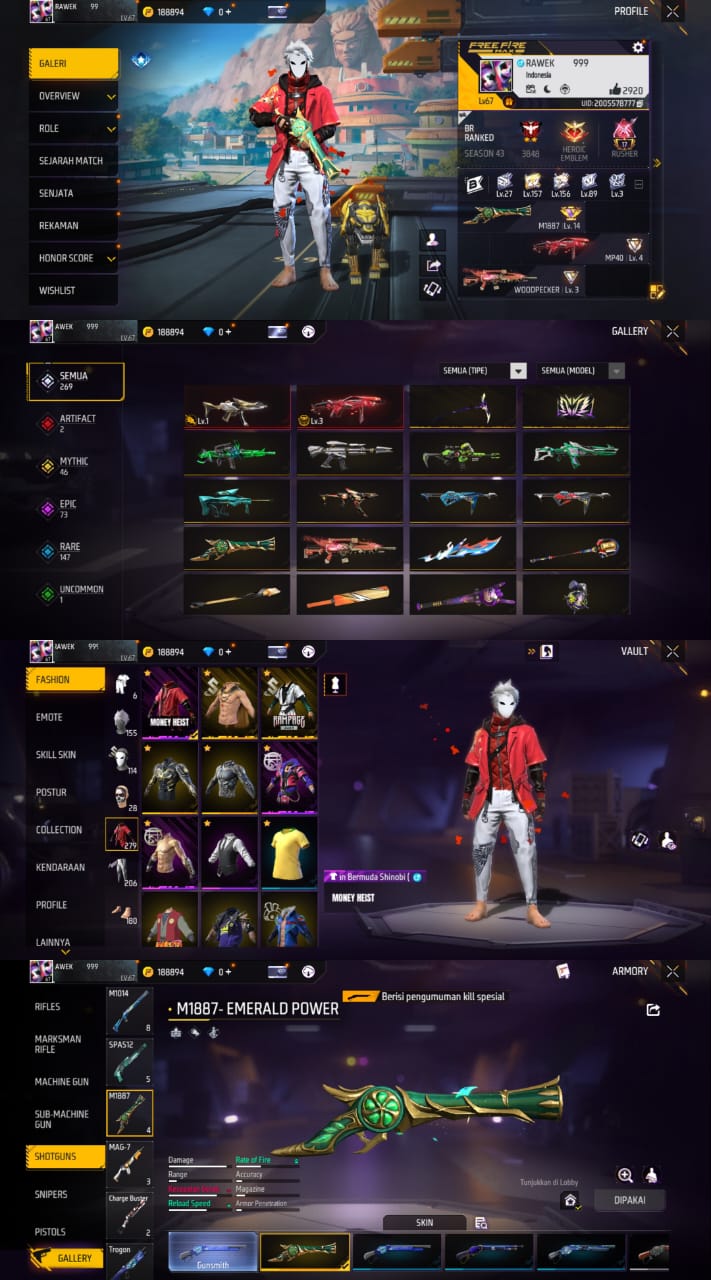 RAWEK 99
LV.67
188894
0+
PROFILE
GALERI
OVERVIEW
ROLE
SEJARAH MATCH
SENJATA
REKAMAN
HONOR SCORE
WISHLIST
FREE FIRE
MAX
RAWEK 999
Indonesia
Lv67
2920
UID:2005578777
BR
RANKED
SEASON 43
3848
HEROIC
EMBLEM
17
RUSHER
Lv.27
Lv.157
Lv.156
Lv.89
Lv.3
M1887 Lv. 14
MP40 Lv. 4
WOODPECKER Lv. 3
AWEK 999
LV.67
188894
0+
GALLERY
SEMUA
269
ARTIFACT
2
MYTHIC
46
EPIC
73
RARE
147
UNCOMMON
1
SEMUA (TIPE)
SEMUA (MODEL)
Lv.1
Lv.3
LV.67
188894
0+
VAULT
FASHION
EMOTE
SKILL SKIN
POSTUR
COLLECTION
KENDARAAN
PROFILE
LAINNYA
6
155
114
28
279
206
180
MONEY HEIST
RAMPAGE
in Bermuda Shinobi (
MONEY HEIST
AWEK 999
LV.67
188894
0+
ARMORY
RIFLES
MARKSMAN
RIFLE
MACHINE GUN
SUB-MACHINE
GUN
SHOTGUNS
SNIPERS
PISTOLS
GALLERY
M1014
8
SPAS12
5
M1887
4
MAG-7
3
Charge Buster
2
Trogon
M1887- EMERALD POWER
Berisi pengumuman kill spesial
Damage
Rate of Fire
Range
Accuracy
Magazine
Reload Speed
Armor Penetration
Tunjukkan di Lobby
DIPAKAI
SKIN
Gunsmith